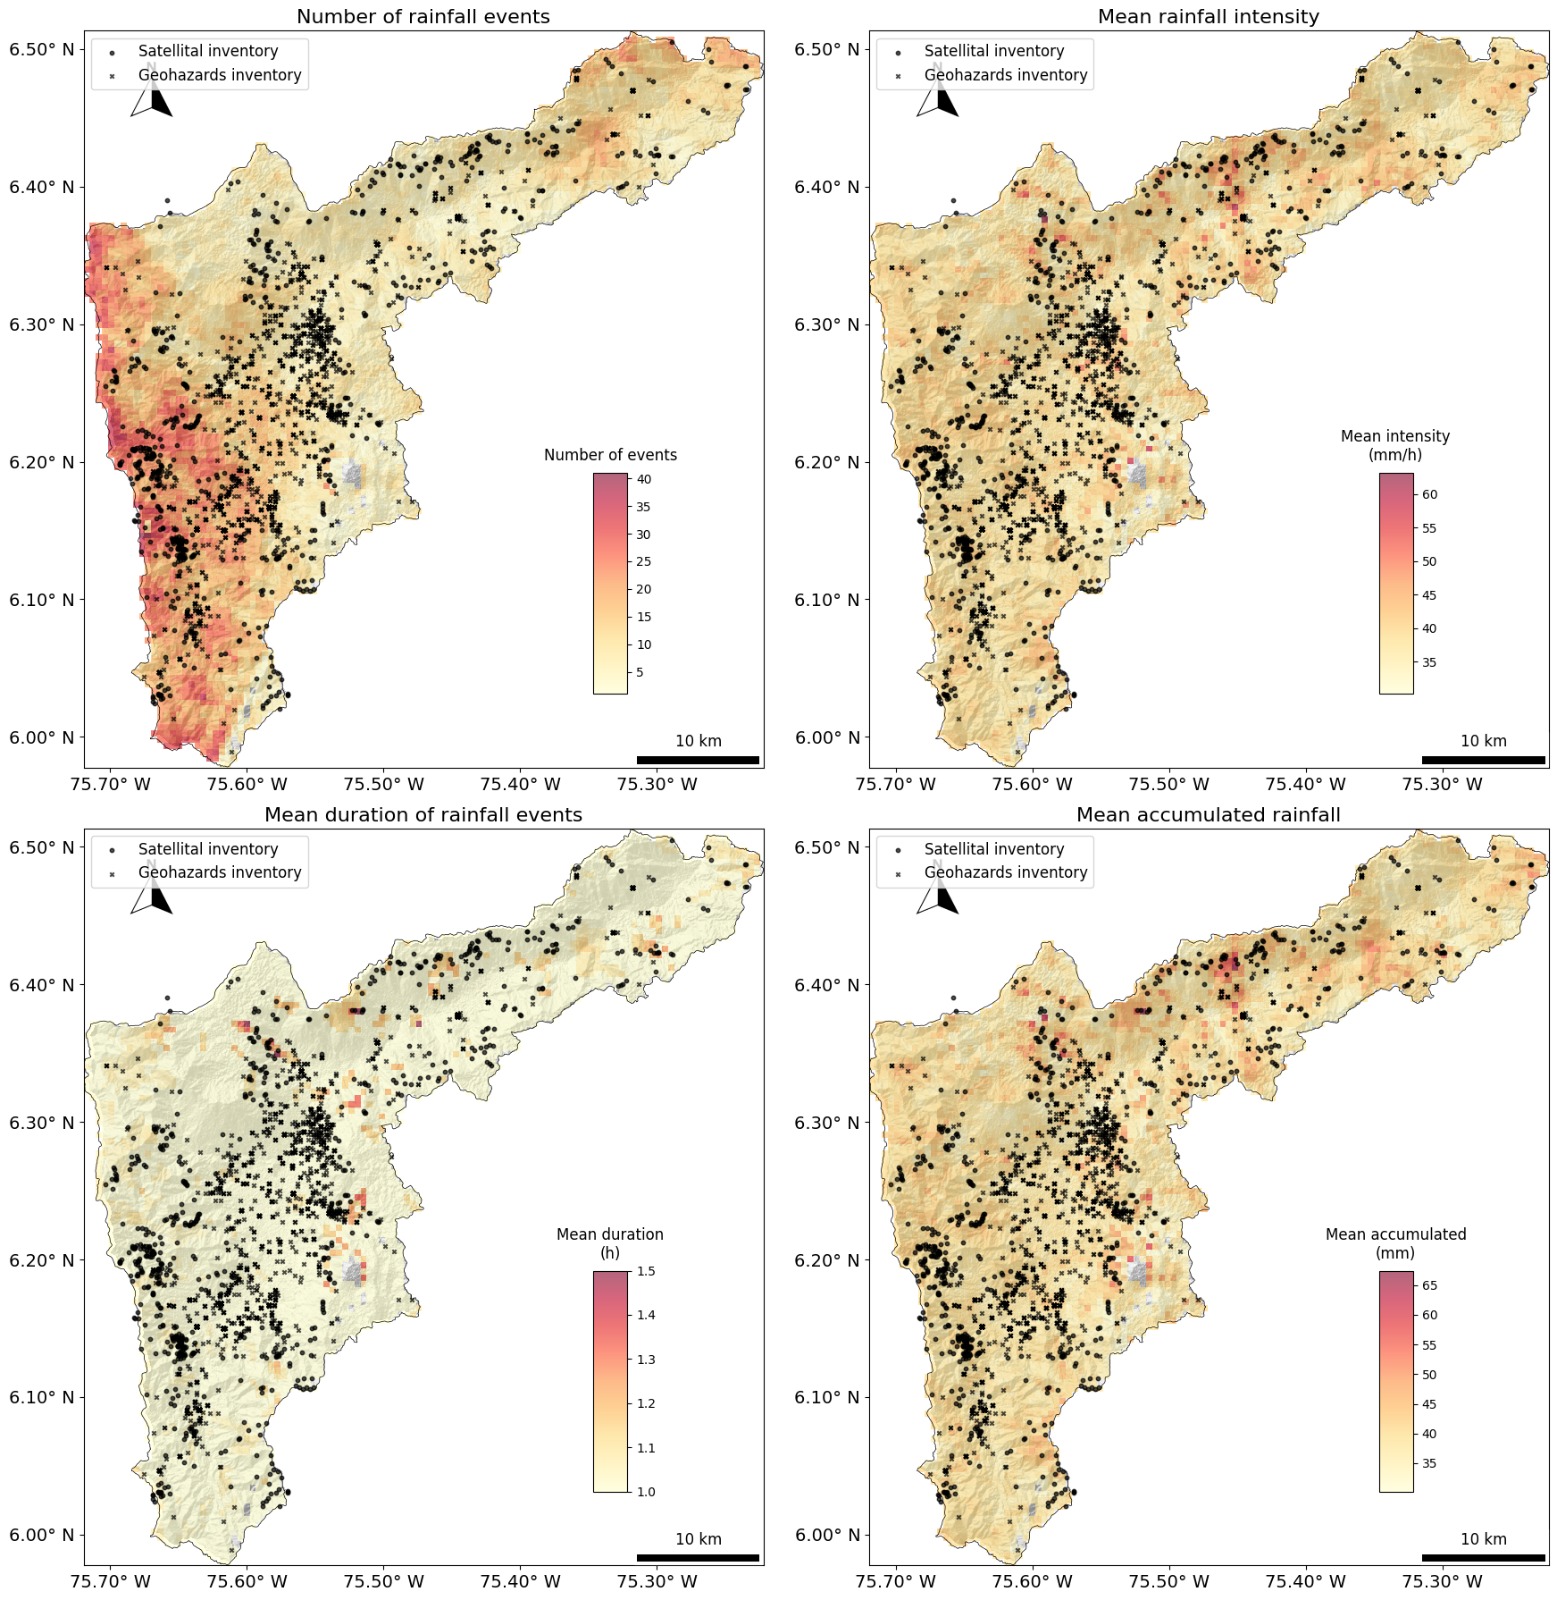 Number of rainfall events
Satellital inventory
Geohazards inventory
N
6.50° N
6.40° N
6.30° N
6.20° N
6.10° N
6.00° N
Number of events
40
35
30
25
20
15
10
5
10 km
75.70° W
75.60° W
75.50° W
75.40° W
75.30° W
Mean rainfall intensity
Satellital inventory
Geohazards inventory
N
6.50° N
6.40° N
6.30° N
6.20° N
6.10° N
6.00° N
Mean intensity
(mm/h)
60
55
50
45
40
35
10 km
75.70° W
75.60° W
75.50° W
75.40° W
75.30° W
Mean duration of rainfall events
Satellital inventory
Geohazards inventory
N
6.50° N
6.40° N
6.30° N
6.20° N
6.10° N
6.00° N
Mean duration
(h)
1.5
1.4
1.3
1.2
1.1
1.0
10 km
75.70° W
75.60° W
75.50° W
75.40° W
75.30° W
Mean accumulated rainfall
Satellital inventory
Geohazards inventory
N
6.50° N
6.40° N
6.30° N
6.20° N
6.10° N
6.00° N
Mean accumulated
(mm)
65
60
55
50
45
40
35
10 km
75.70° W
75.60° W
75.50° W
75.40° W
75.30° W